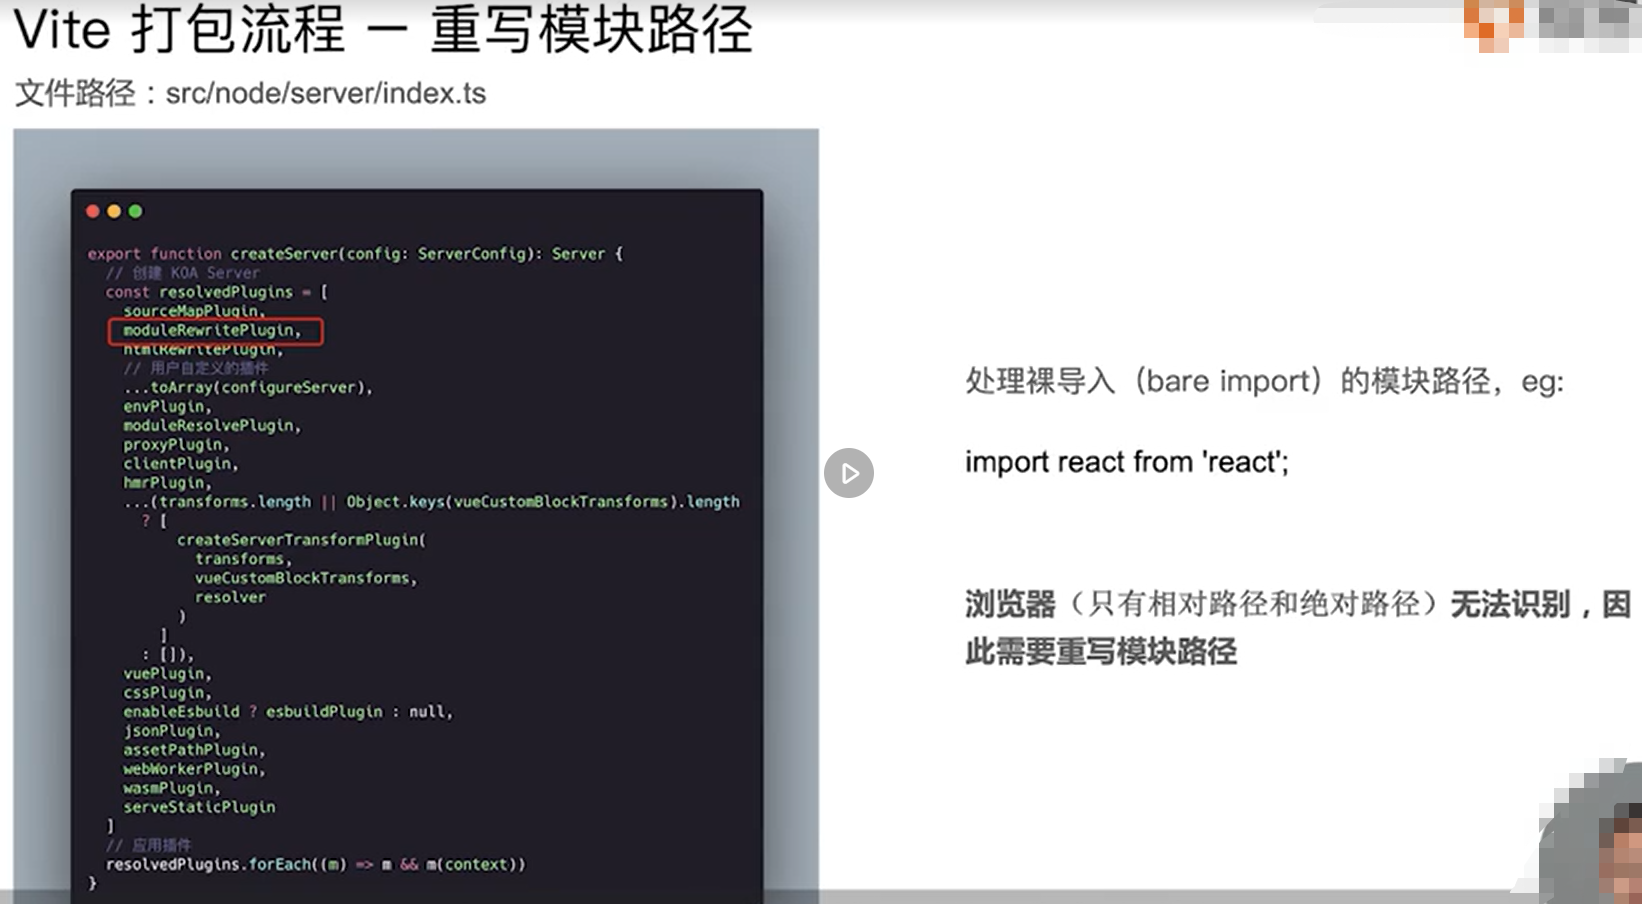 Vite 打包流程 － 重写模块路径
文件路径：src/node/server/index.ts
export function createServer(config: ServerConfig): Server {
// 创建 KOA Server
const resolvedPlugins = [
sourceMapPlugin,
moduleRewritePlugin,
htmlRewritePlugin,
// 用户自定义的插件
...toArray(configureServer),
envPlugin,
moduleResolvePlugin,
proxyPlugin,
clientPlugin,
hmrPlugin,
...(transforms.length || Object.keys(vueCustomBlockTransforms).length
? [
createServerTransformPlugin(
transforms,
vueCustomBlockTransforms,
resolver
)
]
: []),
vuePlugin,
cssPlugin,
enableEsbuild ? esbuildPlugin : null,
jsonPlugin,
assetPathPlugin,
webWorkerPlugin,
wasmPlugin,
serveStaticPlugin
]
// 应用插件
resolvedPlugins.forEach((m) => m && m(context))
}
处理裸导入（bare import）的模块路径，eg:
import react from 'react';
浏览器（只有相对路径和绝对路径）无法识别，因
此需要重写模块路径